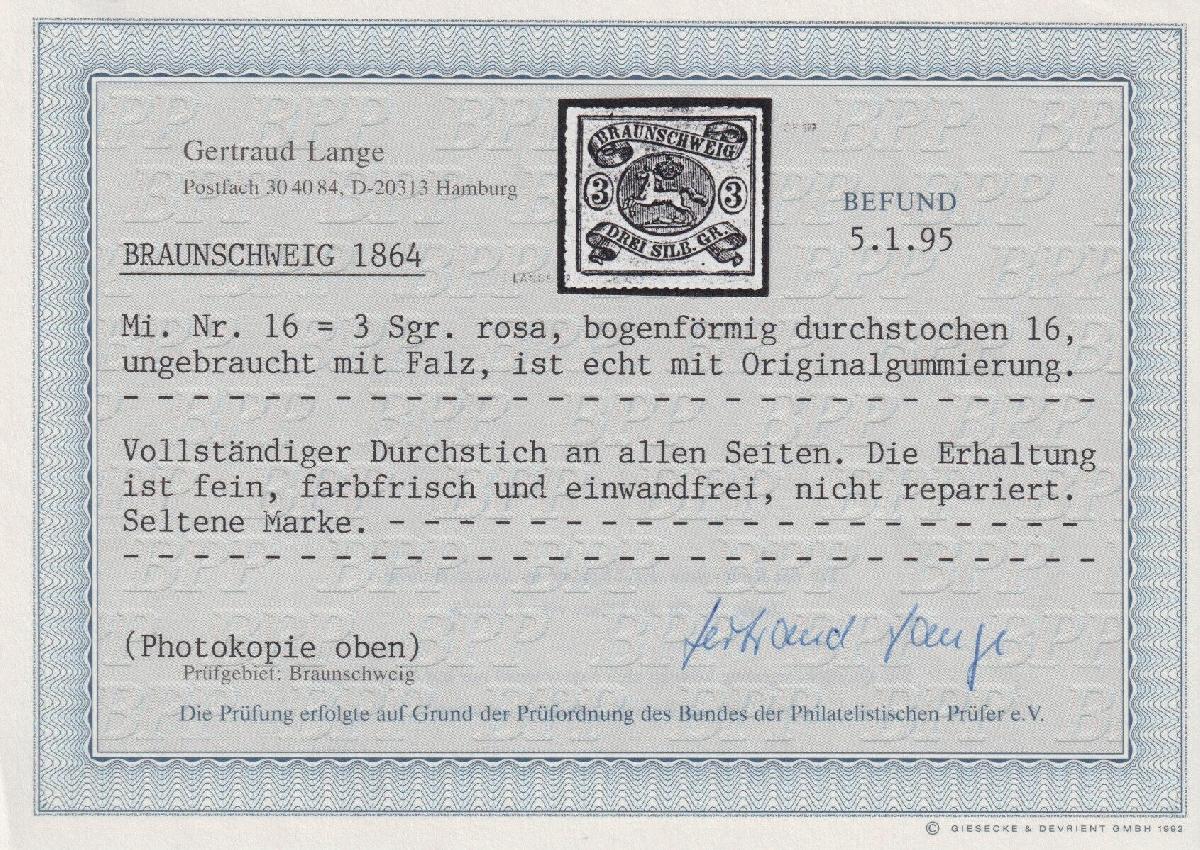 Gertraud Lange
Postfach 30 40 84, D-20313 Hamburg
BRAUNSCHWEIG
3 3
DREI SILB. GR.
BEFUND
5.1.95
BRAUNSCHWEIG 1864
Mi. Nr. 16 = 3 Sgr. rosa, bogenförmig durchstochen 16,
ungebraucht mit Falz, ist echt mit Originalgummierung.
Vollständiger Durchstich an allen Seiten. Die Erhaltung
ist fein, farbfrisch und einwandfrei, nicht repariert.
Seltene Marke.
Gertraud Lange
(Photokopie oben)
Prüfgebiet: Braunschweig
Die Prüfung erfolgte auf Grund der Prüfordnung des Bundes der Philatelistischen Prüfer e.V.
© GIESECKE & DEVRIENT GMBH 1992